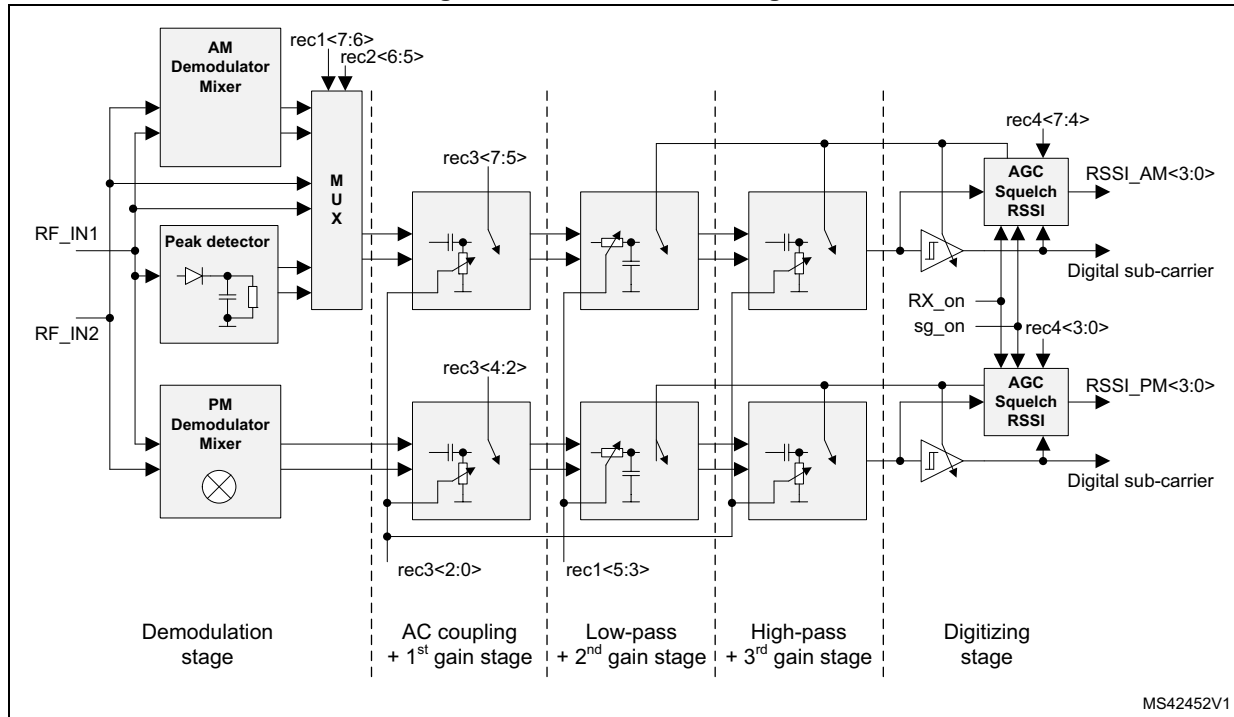 rec1<7:6>
rec2<6:5>
AM
Demodulator
Mixer
M
U
X
rec3<7:5>
rec4<7:4>
AGC
Squelch
RSSI
RSSI_AM<3:0>
RF_IN1
Peak detector
Digital sub-carrier
RX_on
RF_IN2
sg_on
rec4<3:0>
rec3<4:2>
PM
Demodulator
Mixer
AGC
Squelch
RSSI
RSSI_PM<3:0>
Digital sub-carrier
rec3<2:0>
rec1<5:3>
Demodulation
stage
AC coupling
+ 1st gain stage
Low-pass
+ 2nd gain stage
High-pass
+ 3rd gain stage
Digitizing
stage
MS42452V1